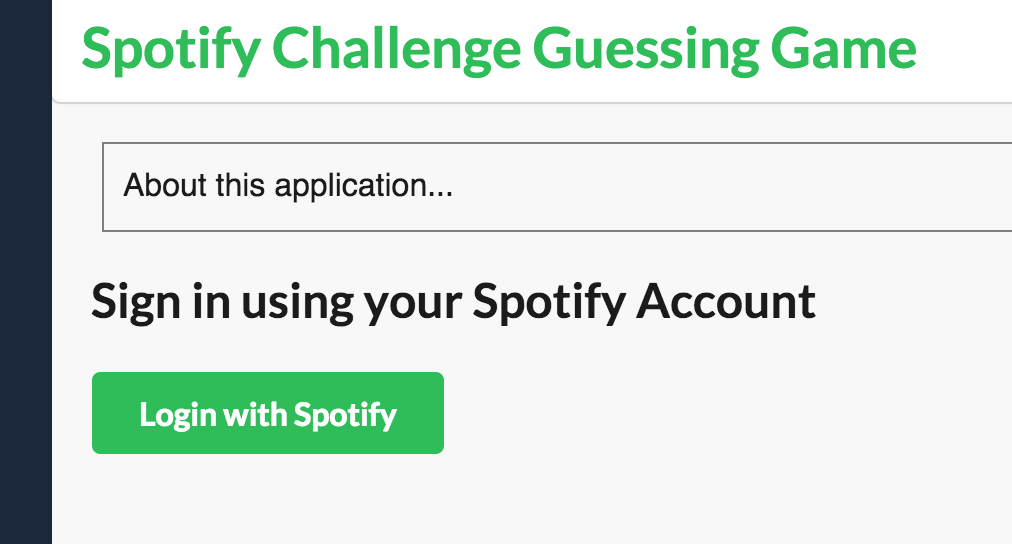 Spotify Challenge Guessing Game
About this application...
Sign in using your Spotify Account
Login with Spotify